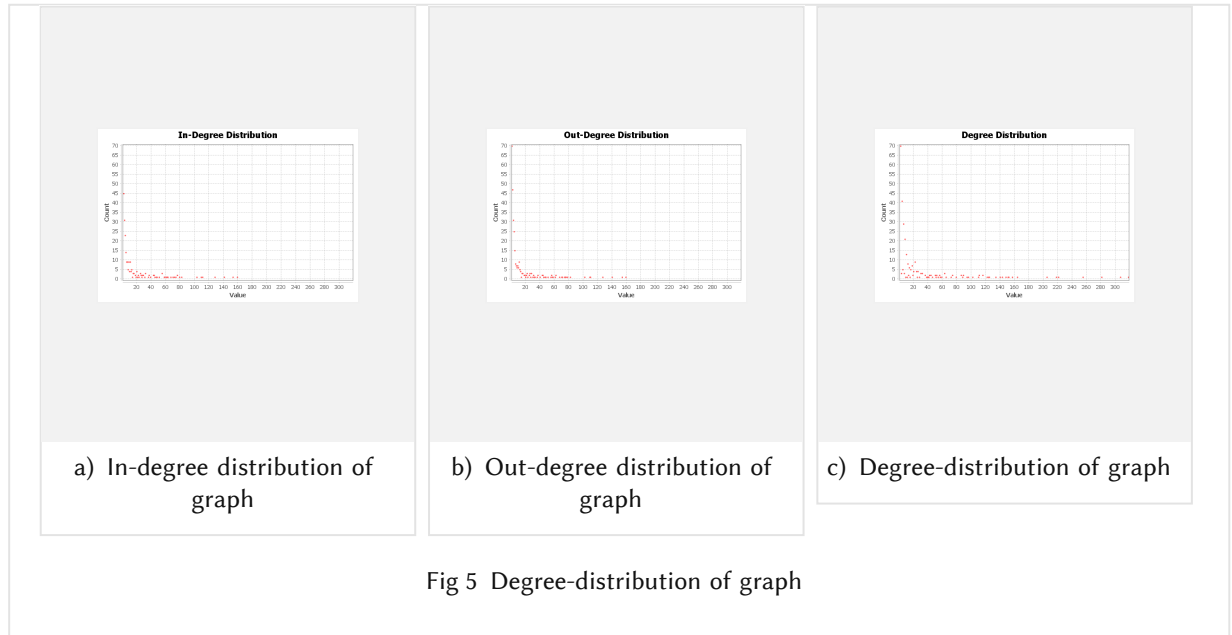 In-Degree Distribution
70
65
60
55
50
45
40
35
30
25
20
15
10
5
0
Count
20 40 60 80 100 120 140 160 180 200 220 240 260 280 300
Value
a) In-degree distribution of
graph
Out-Degree Distribution
70
65
60
55
50
45
40
35
30
25
20
15
10
5
0
Count
20 40 60 80 100 120 140 160 180 200 220 240 260 280 300
Value
b) Out-degree distribution of
graph
Degree Distribution
70
65
60
55
50
45
40
35
30
25
20
15
10
5
0
Count
20 40 60 80 100 120 140 160 180 200 220 240 260 280 300
Value
c) Degree-distribution of graph
Fig 5 Degree-distribution of graph